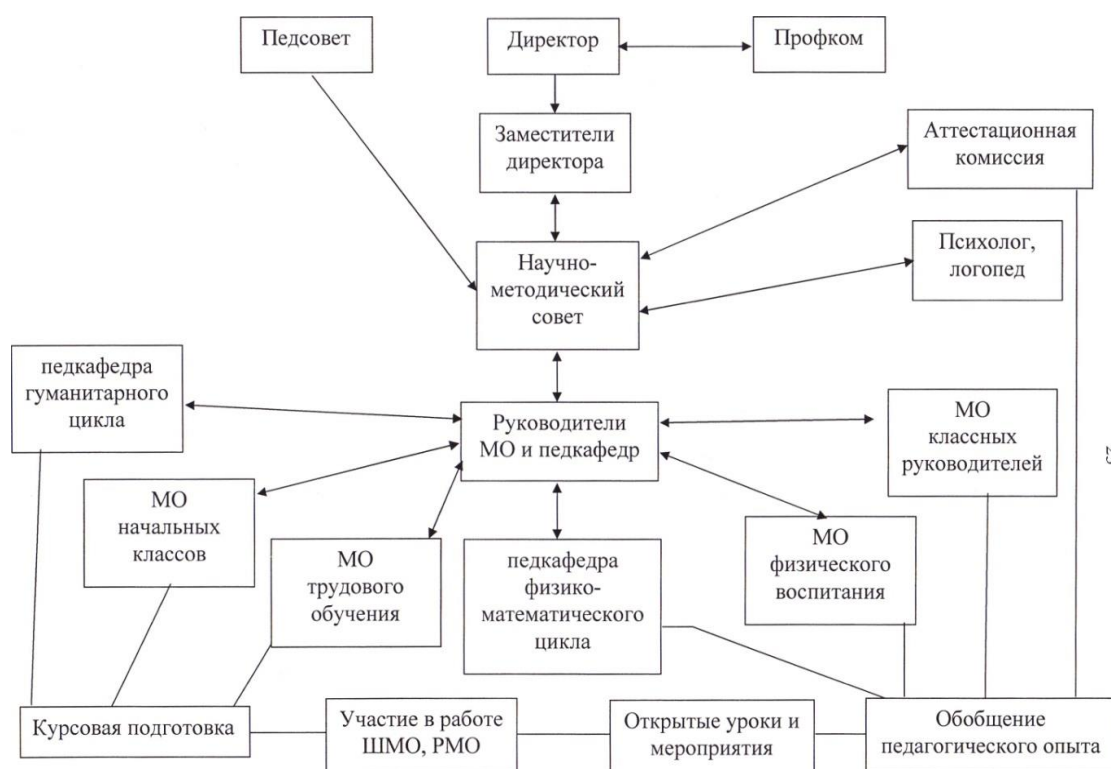 Педсовет
Директор
Профком
Заместители
директора
Аттестационная
комиссия
Научно-
методический
совет
Психолог,
логопед
педкафедра
гуманитарного
цикла
Руководители
МО и педкафедр
МО
классных
руководителей
МО
начальных
классов
МО
трудового
обучения
педкафедра
физико-
математического
цикла
МО
физического
воспитания
Курсовая подготовка
Участие в работе
ШМО, РМО
Открытые уроки и
мероприятия
Обобщение
педагогического опыта